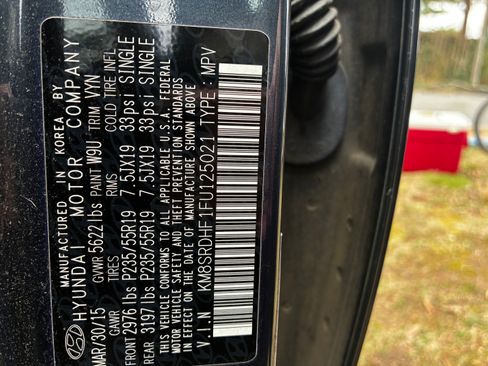 MANUFACTURED IN KOREA BY
HYUNDAI MOTOR COMPANY
MAR/30/15 GVWR 5622 lbs PAINT W8U TRIM VYN
GAWR TIRES RIMS COLD TIRE INFL
FRONT 2976 lbs P235/55R19 7.5JX19 33psi SINGLE
REAR 3197 lbs P235/55R19 7.5JX19 33psi SINGLE
THIS VEHICLE CONFORMS TO ALL APPLICABLE U.S.A. FEDERAL
MOTOR VEHICLE SAFETY AND THEFT PREVENTION STANDARDS
IN EFFECT ON THE DATE OF MANUFACTURE SHOWN ABOVE
V.I.N KM8SRDHF1FU125021 TYPE: MPV